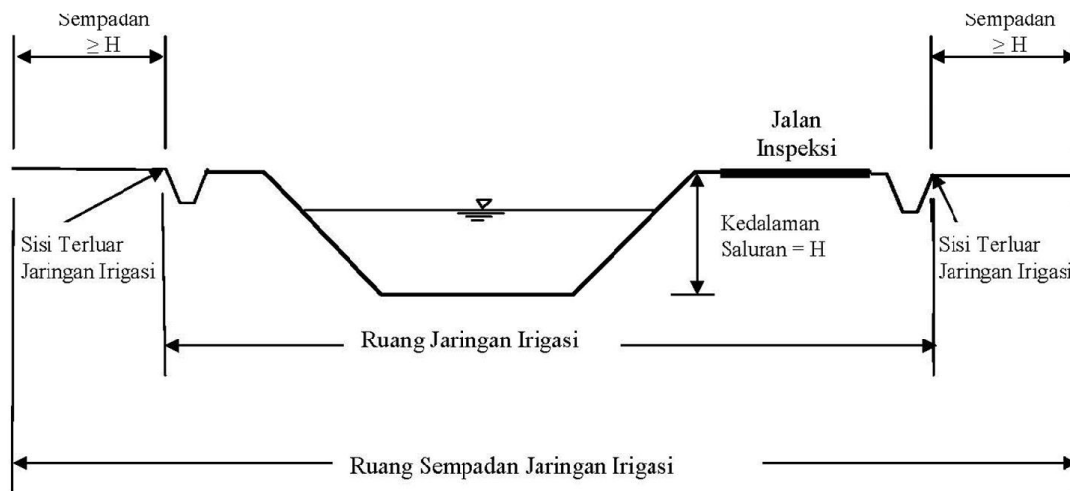 Sempadan
≥ H
Sempadan
≥ H
Jalan
Inspeksi
Sisi Terluar
Jaringan Irigasi
Kedalaman
Saluran = H
Sisi Terluar
Jaringan Irigasi
Ruang Jaringan Irigasi
Ruang Sempadan Jaringan Irigasi